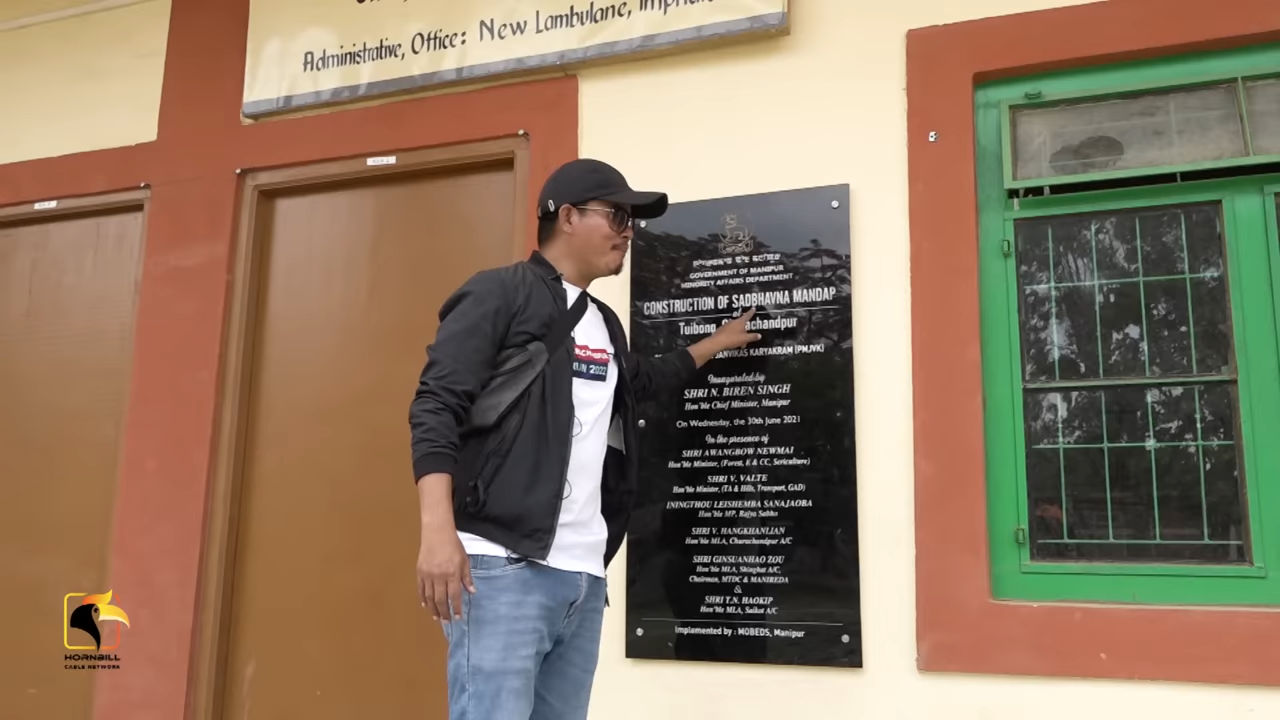 Administrative, Office: New Lambulane,
GOVERNMENT OF MANIPUR
MINORITY AFFAIRS DEPARTMENT
CONSTRUCTION OF SADBHAVNA MANDAP
Tuibong,
JANVIKAS KARYAKRAM (PMJVK)
Inaugurated by
SHRI N. BIREN SINGH
Hon'ble Chief Minister, Manipur
On Wednesday, the 30th June 2021
In the presence of
SHRI AWANGBOW NEWMAI
Hon'ble Minister, (Forest, E & CC, Sericulture)
SHRI V. VALTE
Hon'ble Minister, (TA & Hills, Transport, GAD)
ININGTHOU LEISHEMBA SANAJAOBA
Hon'ble MP, Rajya Sabha
SHRI V. HANGKHANLIAN
Hon'ble MLA, Churachandpur A/C
SHRI GINSUANHAO ZOU
Hon'ble MLA, Singhat A/C,
Chairman, MTDC & MANIREDA
&
SHRI T.N. HAOKIP
Hon'ble MLA, Saikot A/C
Implemented by : MOBEDS, Manipur
2022
HORNBILL
CABLE NETWORK